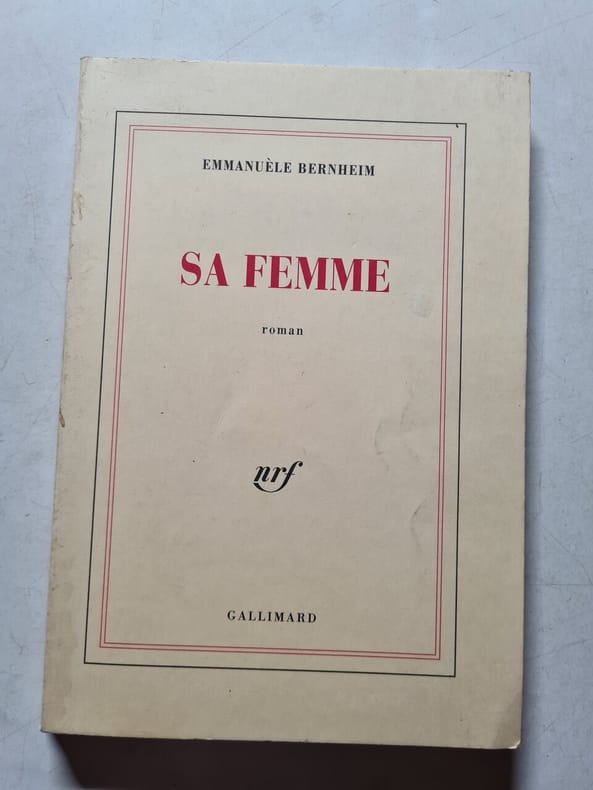 EMMANUÈLE BERNHEIM
SA FEMME
roman
nrf
GALLIMARD